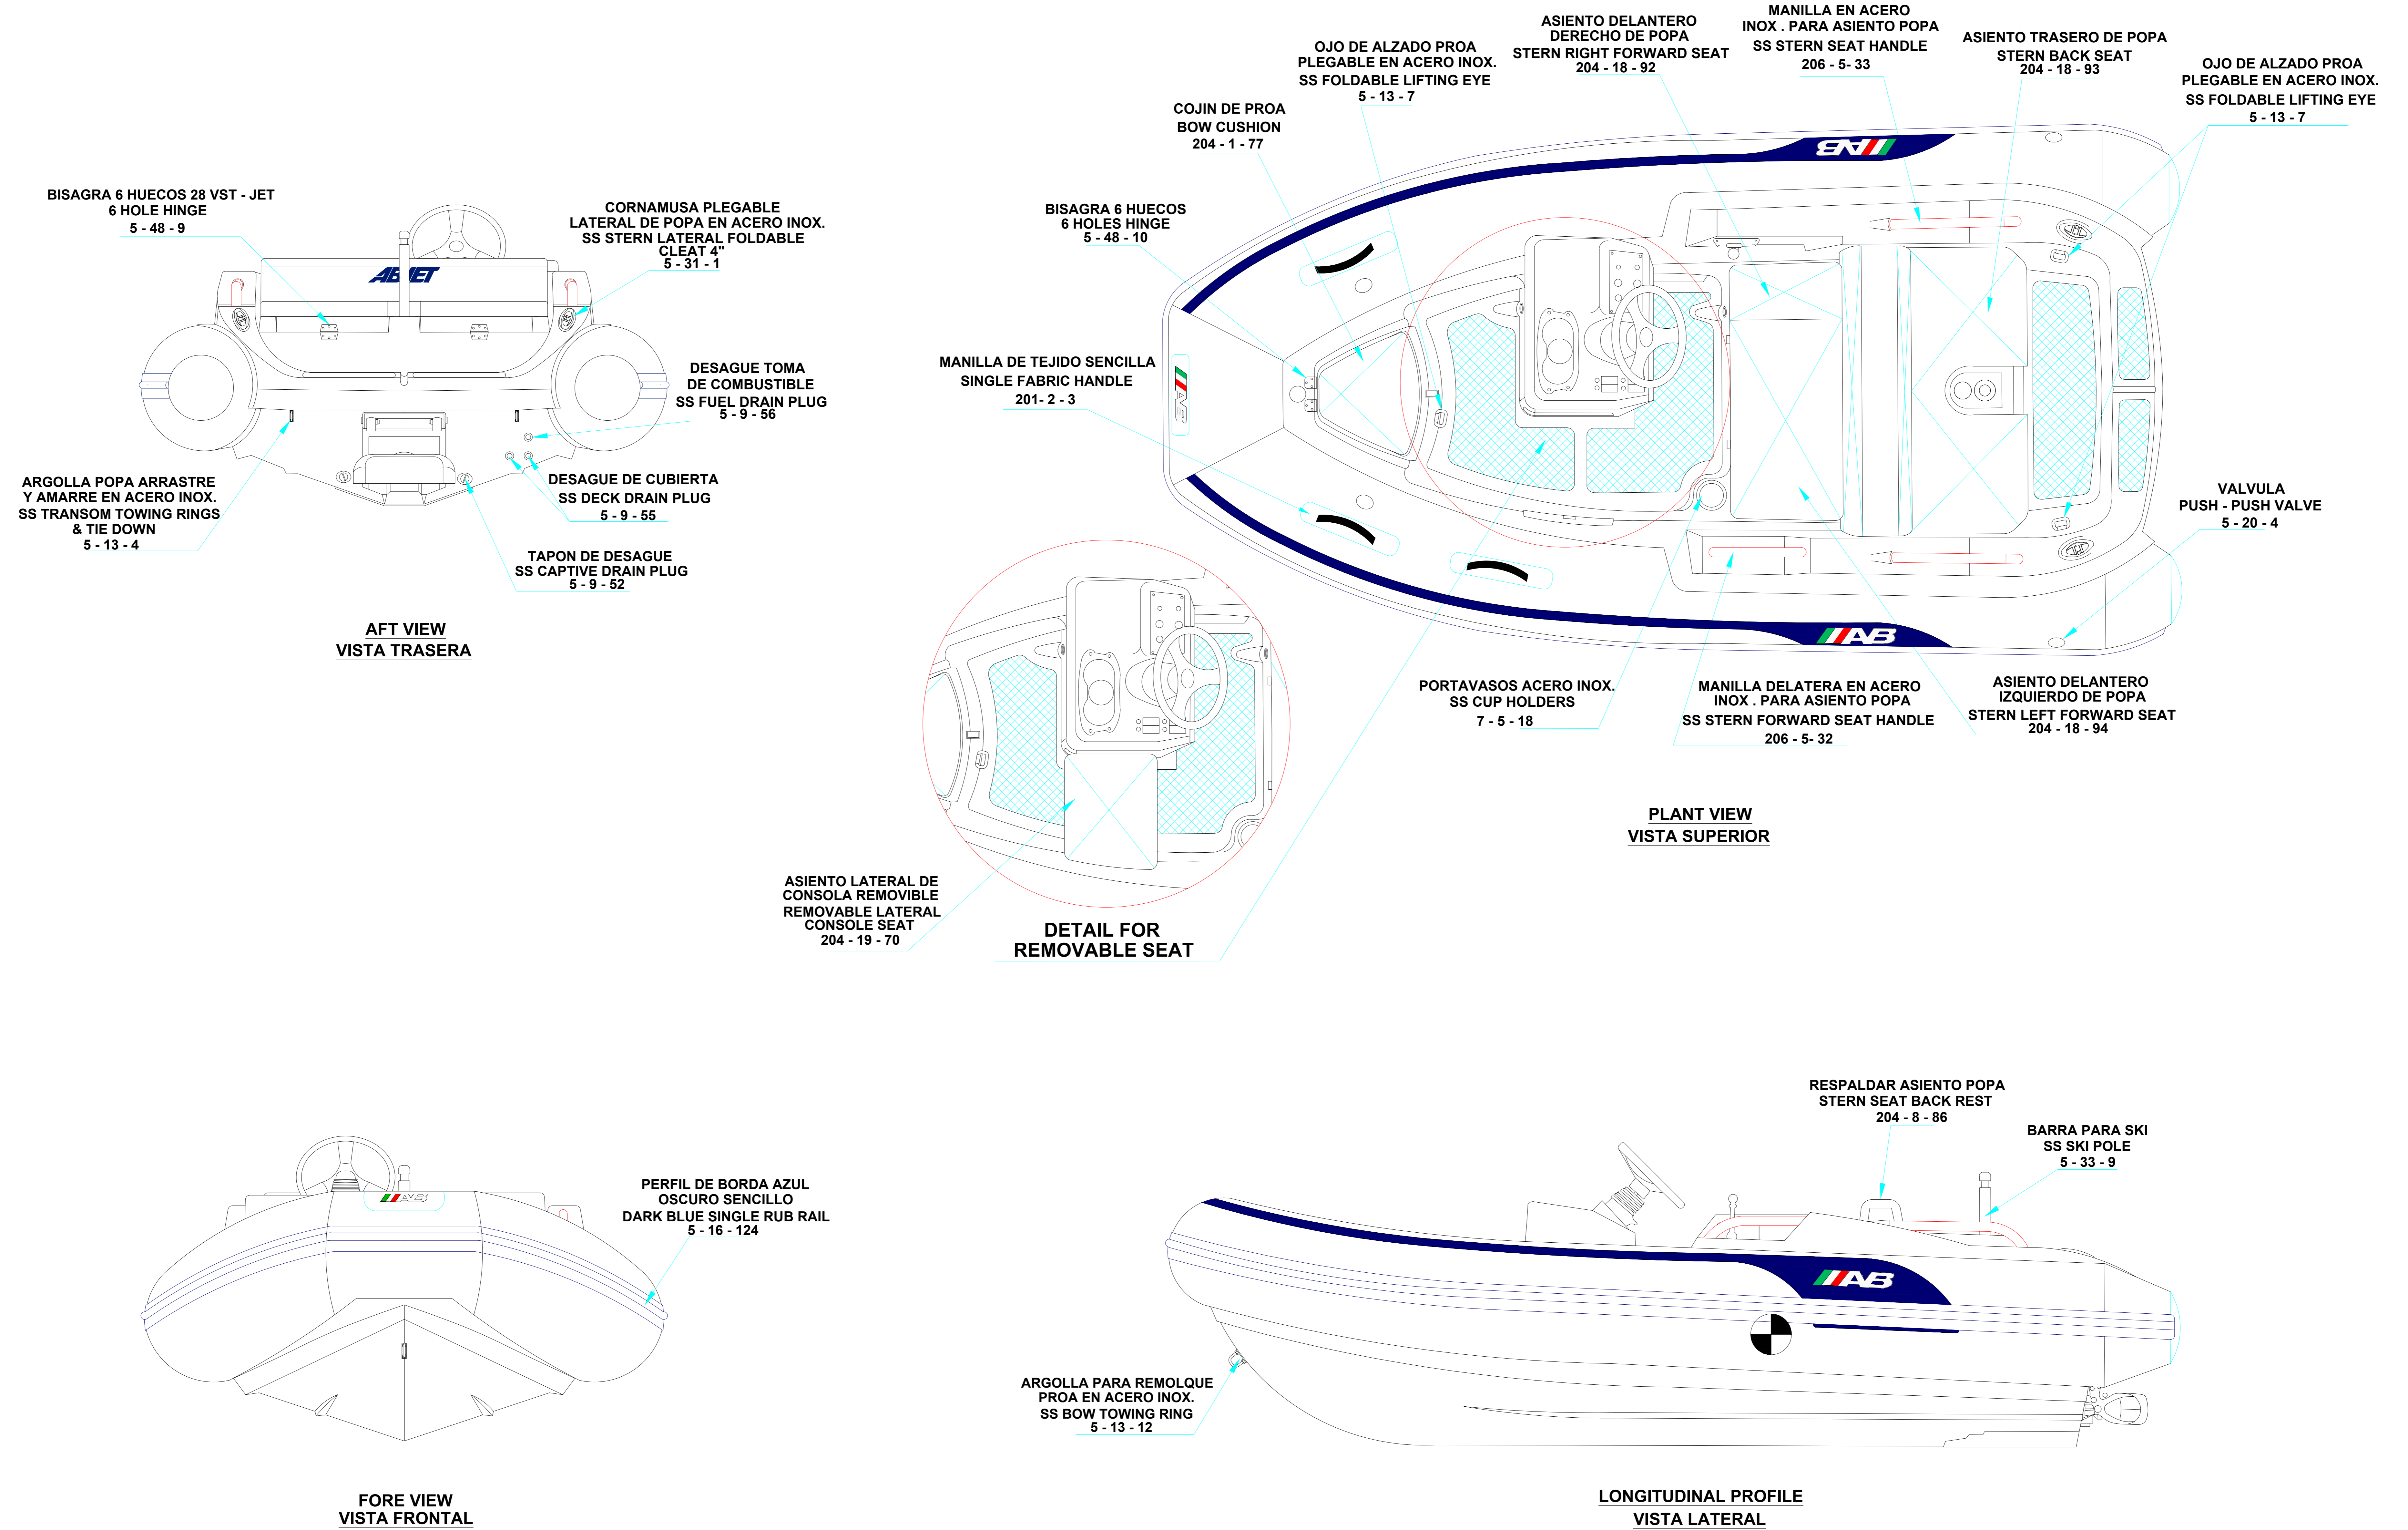 BISAGRA 6 HUECOS 28 VST - JET
6 HOLE HINGE
5 - 48 - 9
CORNAMUSA PLEGABLE
LATERAL DE POPA EN ACERO INOX.
SS STERN LATERAL FOLDABLE
CLEAT 4"
5 - 31 - 1
ABJET
DESAGUE TOMA
DE COMBUSTIBLE
SS FUEL DRAIN PLUG
5 - 9 - 56
ARGOLLA POPA ARRASTRE
Y AMARRE EN ACERO INOX.
SS TRANSOM TOWING RINGS
& TIE DOWN
5 - 13 - 4
DESAGUE DE CUBIERTA
SS DECK DRAIN PLUG
5 - 9 - 55
TAPON DE DESAGUE
SS CAPTIVE DRAIN PLUG
5 - 9 - 52
AFT VIEW
VISTA TRASERA
COJIN DE PROA
BOW CUSHION
204 - 1 - 77
OJO DE ALZADO PROA
PLEGABLE EN ACERO INOX.
SS FOLDABLE LIFTING EYE
5 - 13 - 7
ASIENTO DELANTERO
DERECHO DE POPA
STERN RIGHT FORWARD SEAT
204 - 18 - 92
MANILLA EN ACERO
INOX . PARA ASIENTO POPA
SS STERN SEAT HANDLE
206 - 5- 33
ASIENTO TRASERO DE POPA
STERN BACK SEAT
204 - 18 - 93
OJO DE ALZADO PROA
PLEGABLE EN ACERO INOX.
SS FOLDABLE LIFTING EYE
5 - 13 - 7
BISAGRA 6 HUECOS
6 HOLES HINGE
5 - 48 - 10
MANILLA DE TEJIDO SENCILLA
SINGLE FABRIC HANDLE
201- 2 - 3
AB
AB
AB
VALVULA
PUSH - PUSH VALVE
5 - 20 - 4
PORTAVASOS ACERO INOX.
SS CUP HOLDERS
7 - 5 - 18
MANILLA DELATERA EN ACERO
INOX . PARA ASIENTO POPA
SS STERN FORWARD SEAT HANDLE
206 - 5- 32
ASIENTO DELANTERO
IZQUIERDO DE POPA
STERN LEFT FORWARD SEAT
204 - 18 - 94
PLANT VIEW
VISTA SUPERIOR
ASIENTO LATERAL DE
CONSOLA REMOVIBLE
REMOVABLE LATERAL
CONSOLE SEAT
204 - 19 - 70
DETAIL FOR
REMOVABLE SEAT
PERFIL DE BORDA AZUL
OSCURO SENCILLO
DARK BLUE SINGLE RUB RAIL
5 - 16 - 124
AB
FORE VIEW
VISTA FRONTAL
RESPALDAR ASIENTO POPA
STERN SEAT BACK REST
204 - 8 - 86
BARRA PARA SKI
SS SKI POLE
5 - 33 - 9
AB
ARGOLLA PARA REMOLQUE
PROA EN ACERO INOX.
SS BOW TOWING RING
5 - 13 - 12
LONGITUDINAL PROFILE
VISTA LATERAL